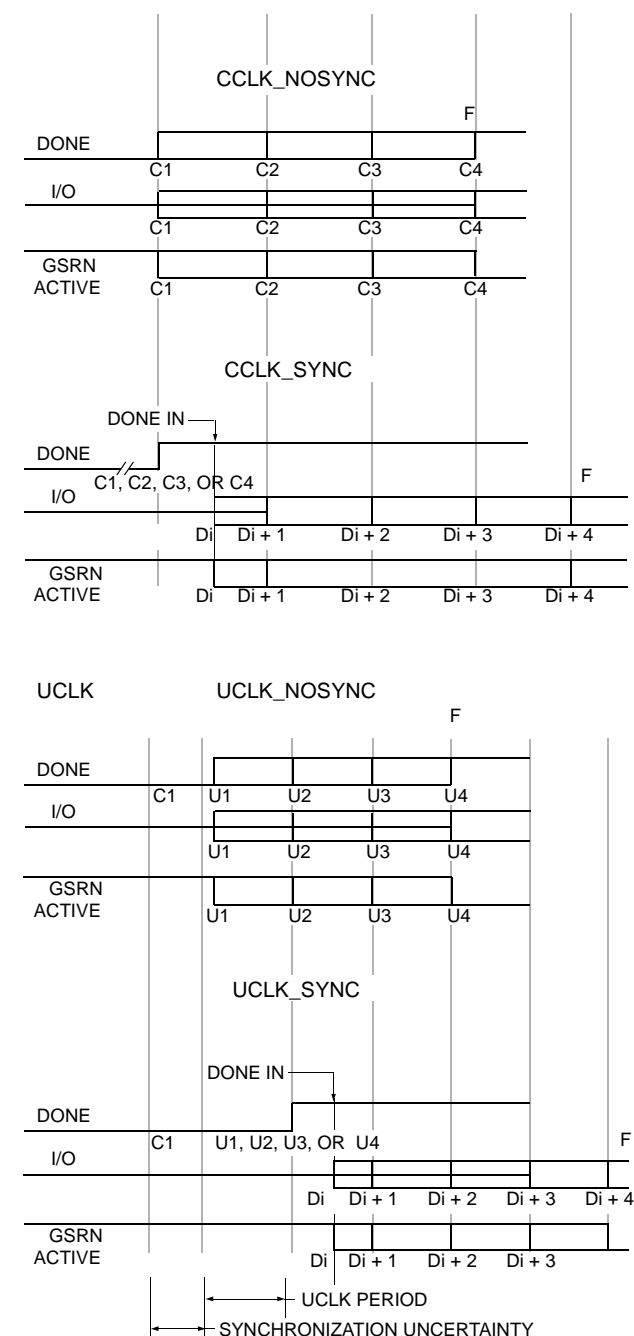 CCLK_NOSYNC
F
DONE
C1 C2 C3 C4
I/O
C1 C2 C3 C4
GSRN
ACTIVE
C1 C2 C3 C4
CCLK_SYNC
DONE IN
DONE
C1, C2, C3, OR C4
F
I/O
Di Di + 1 Di + 2 Di + 3 Di + 4
GSRN
ACTIVE
Di Di + 1 Di + 2 Di + 3 Di + 4
UCLK UCLK_NOSYNC
F
DONE
C1 U1 U2 U3 U4
I/O
U1 U2 U3 U4
GSRN
ACTIVE
U1 U2 U3 U4
UCLK_SYNC
DONE IN
DONE
C1 U1, U2, U3, OR U4
F
I/O
Di Di + 1 Di + 2 Di + 3 Di + 4
GSRN
ACTIVE
Di Di + 1 Di + 2 Di + 3
UCLK PERIOD
SYNCHRONIZATION UNCERTAINTY